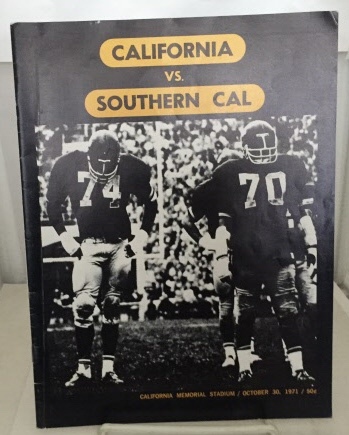 CALIFORNIA
VS.
SOUTHERN CAL
74
70
CALIFORNIA MEMORIAL STADIUM / OCTOBER 30, 1971 / 50¢